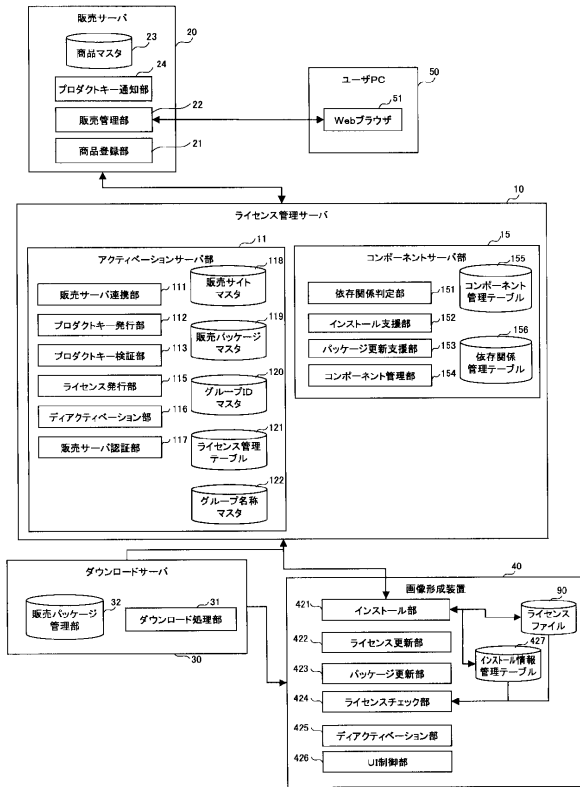 販売サーバ
20
23
商品マスタ
24
プロダクトキー通知部
22
販売管理部
21
商品登録部
ユーザPC
50
51
Webブラウザ
10
ライセンス管理サーバ
11
アクティベーションサーバ部
118
販売サイト
マスタ
111
販売サーバ連携部
112
プロダクトキー発行部
119
販売パッケージ
マスタ
113
プロダクトキー検証部
120
グループID
マスタ
115
ライセンス発行部
116
ディアクティベーション部
121
ライセンス管理
テーブル
117
販売サーバ認証部
122
グループ名称
マスタ
15
コンポーネントサーバ部
155
コンポーネント
管理テーブル
151
依存関係判定部
152
インストール支援部
156
依存関係
管理テーブル
153
パッケージ更新支援部
154
コンポーネント管理部
ダウンロードサーバ
32
販売パッケージ
管理部
31
ダウンロード処理部
30
40
画像形成装置
90
ライセンス
ファイル
421
インストール部
422
ライセンス更新部
427
インストール情報
管理テーブル
423
パッケージ更新部
424
ライセンスチェック部
425
ディアクティベーション部
426
UI制御部